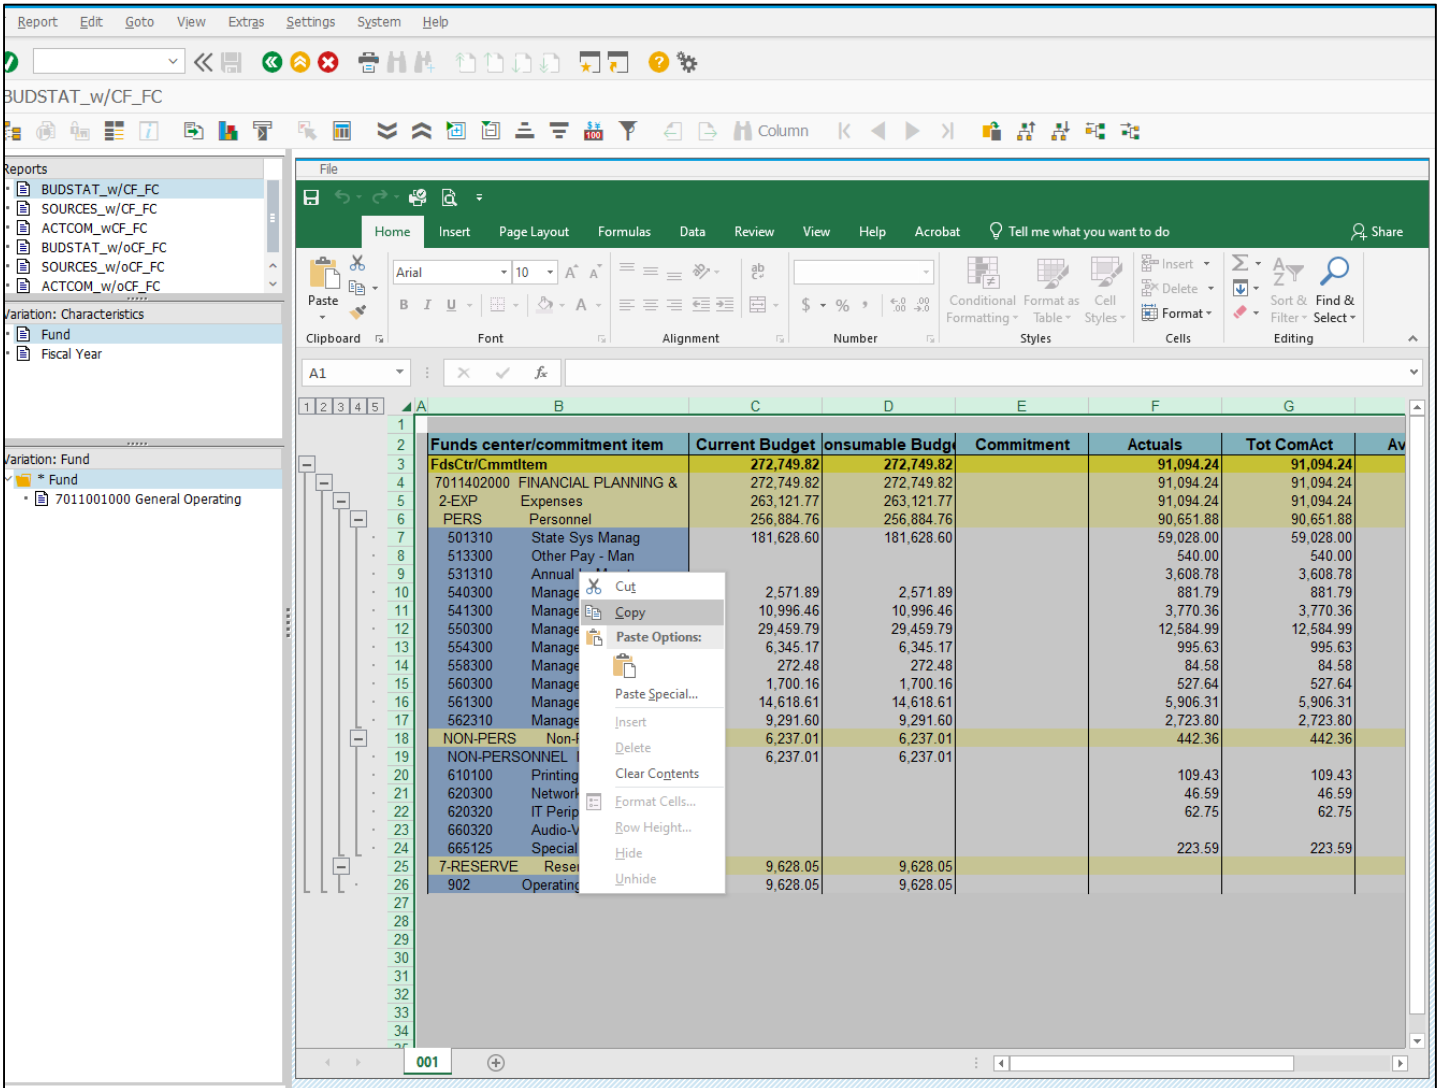 Report Edit Goto View Extras Settings System Help
BUDSTAT_w/CF_FC
Column
Reports
BUDSTAT_w/CF_FC
SOURCES_w/CF_FC
ACTCOM_wCF_FC
BUDSTAT_w/oCF_FC
SOURCES_w/oCF_FC
ACTCOM_w/oCF_FC
Variation: Characteristics
Fund
Fiscal Year
Variation: Fund
* Fund
7011001000 General Operating
File
Home Insert Page Layout Formulas Data Review View Help Acrobat Tell me what you want to do Share
Paste
Clipboard
Arial 10
B I U
Font
Alignment
$ % ,
Number
Conditional Formatting
Format as Table
Cell Styles
Styles
Insert
Delete
Format
Cells
Sort & Filter
Find & Select
Editing
A1 fx
1 2 3 4 5 A B C D E F G
1
2 Funds center/commitment item Current Budget onsumable Budge Commitment Actuals Tot ComAct Av
3 FdsCtr/CmmtItem 272,749.82 272,749.82 91,094.24 91,094.24
4 7011402000 FINANCIAL PLANNING & 272,749.82 272,749.82 91,094.24 91,094.24
5 2-EXP Expenses 263,121.77 263,121.77 91,094.24 91,094.24
6 PERS Personnel 256,884.76 256,884.76 90,651.88 90,651.88
7 501310 State Sys Manag 181,628.60 181,628.60 59,028.00 59,028.00
8 513300 Other Pay - Man 540.00 540.00
9 531310 Annual 3,608.78 3,608.78
10 540300 Manage 2,571.89 2,571.89 881.79 881.79
11 541300 Manage 10,996.46 10,996.46 3,770.36 3,770.36
12 550300 Manage 29,459.79 29,459.79 12,584.99 12,584.99
13 554300 Manage 6,345.17 6,345.17 995.63 995.63
14 558300 Manage 272.48 272.48 84.58 84.58
15 560300 Manage 1,700.16 1,700.16 527.64 527.64
16 561300 Manage 14,618.61 14,618.61 5,906.31 5,906.31
17 562310 Manage 9,291.60 9,291.60 2,723.80 2,723.80
18 NON-PERS Non- 6,237.01 6,237.01 442.36 442.36
19 NON-PERSONNEL 6,237.01 6,237.01
20 610100 Printing 109.43 109.43
21 620300 Network 46.59 46.59
22 620320 IT Perip 62.75 62.75
23 660320 Audio-V
24 665125 Special 223.59 223.59
25 7-RESERVE Rese 9,628.05 9,628.05
26 902 Operating 9,628.05 9,628.05
27
28
29
30
31
32
33
34
35
Cut
Copy
Paste Options:
Paste Special...
Insert
Delete
Clear Contents
Format Cells...
Row Height...
Hide
Unhide
001